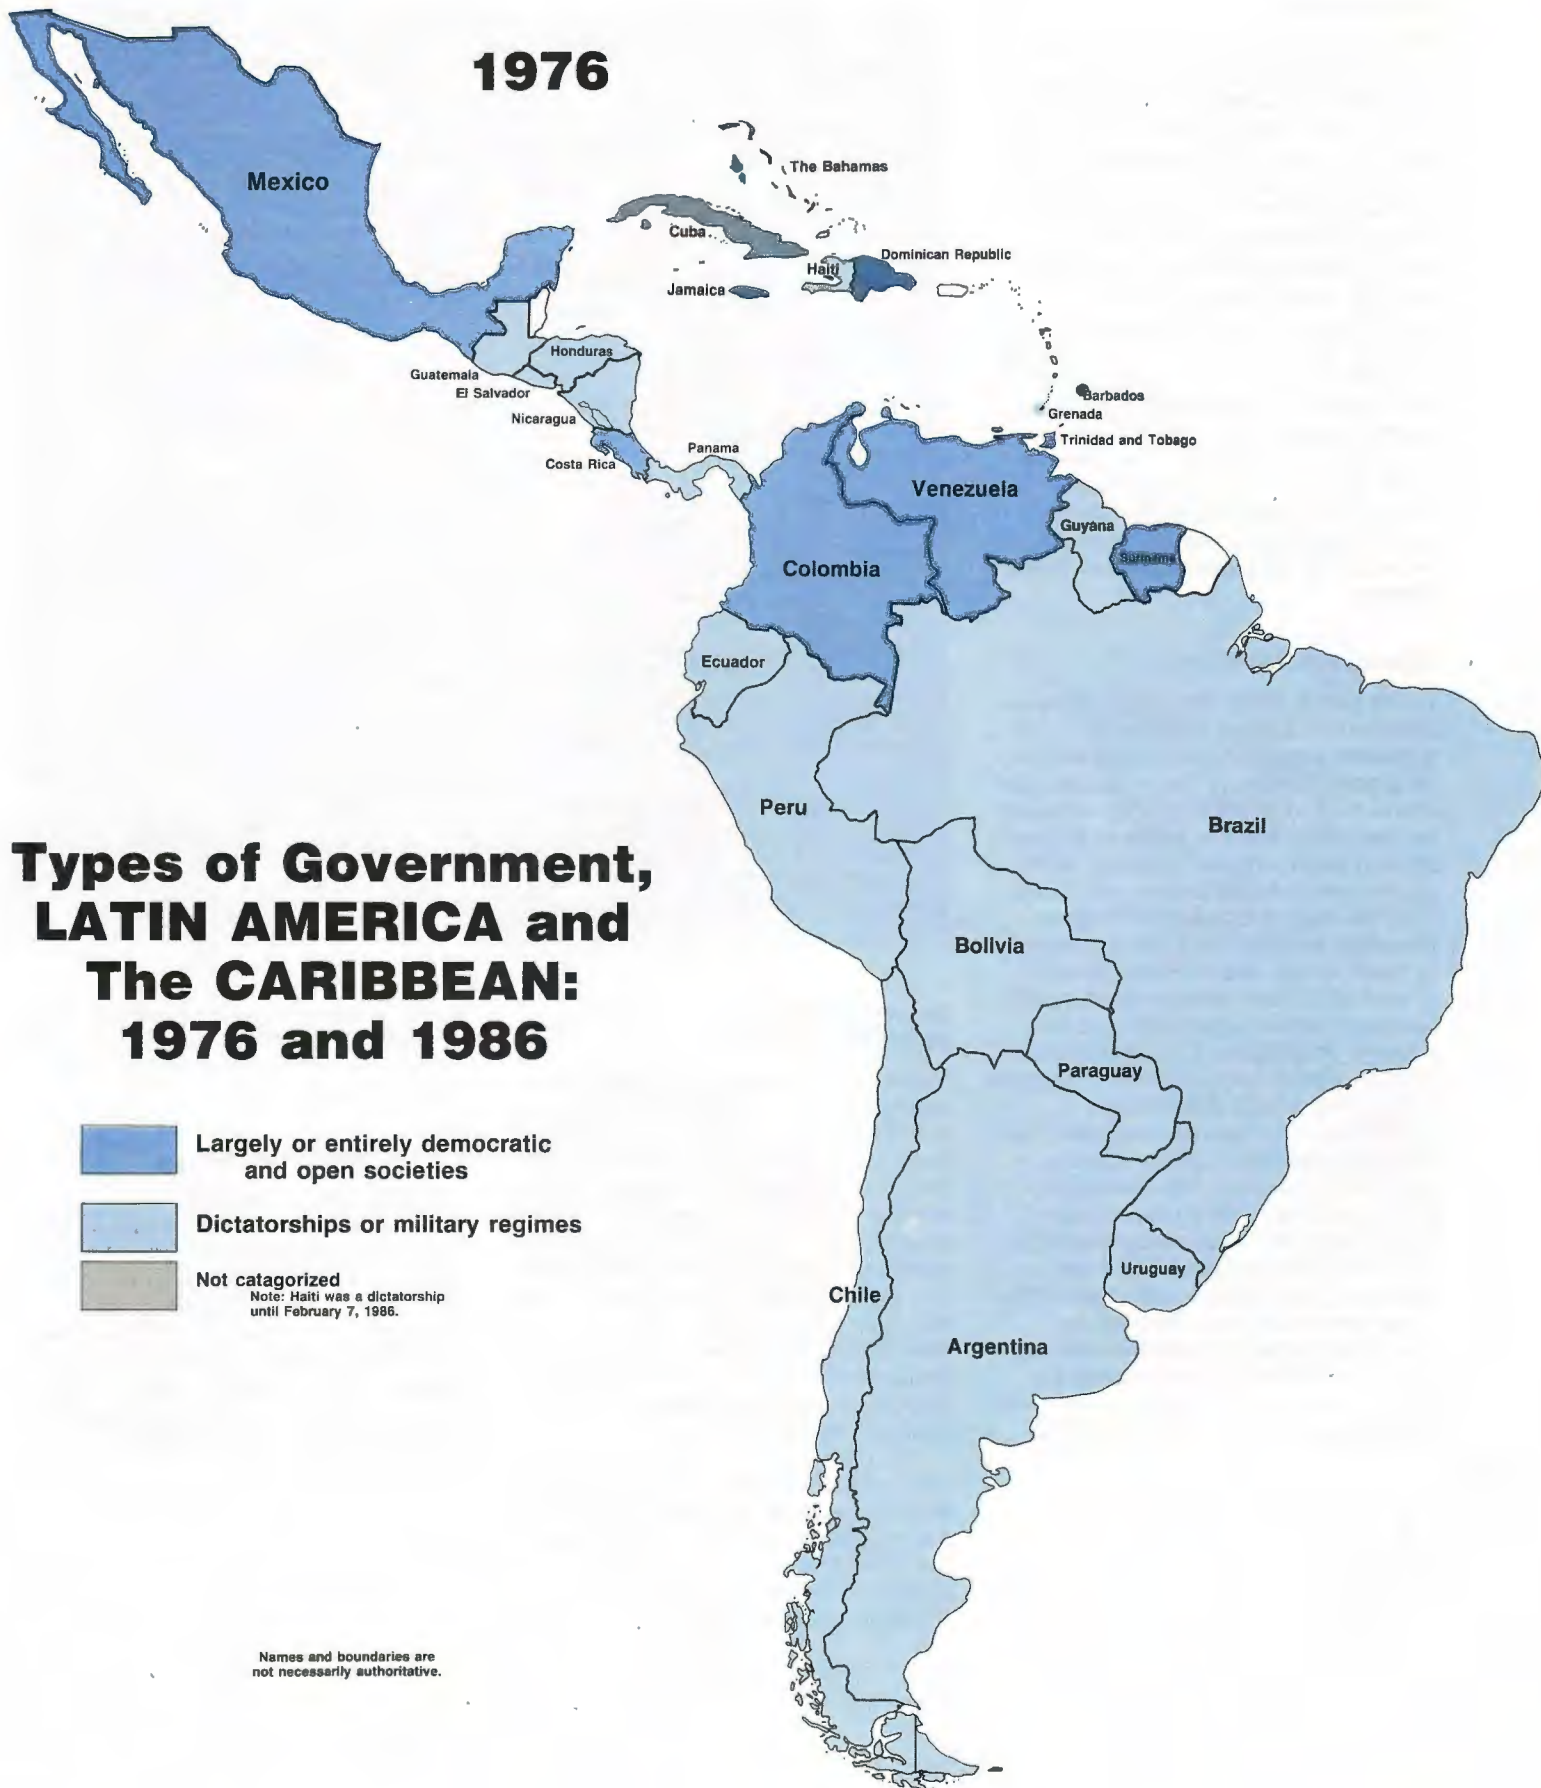 1976
Mexico
The Bahamas
Cuba
Dominican Republic
Haiti
Jamaica
Honduras
Guatemala
El Salvador
Nicaragua
Costa Rica
Panama
Barbados
Grenada
Trinidad and Tobago
Venezuela
Guyana
Suriname
Colombia
Ecuador
Peru
Brazil
Types of Government,
LATIN AMERICA and
The CARIBBEAN:
1976 and 1986
Bolivia
Paraguay
Largely or entirely democratic
and open societies
Dictatorships or military regimes
Not catagorized
Note: Haiti was a dictatorship
until February 7, 1986.
Uruguay
Chile
Argentina
Names and boundaries are
not necessarily authoritative.